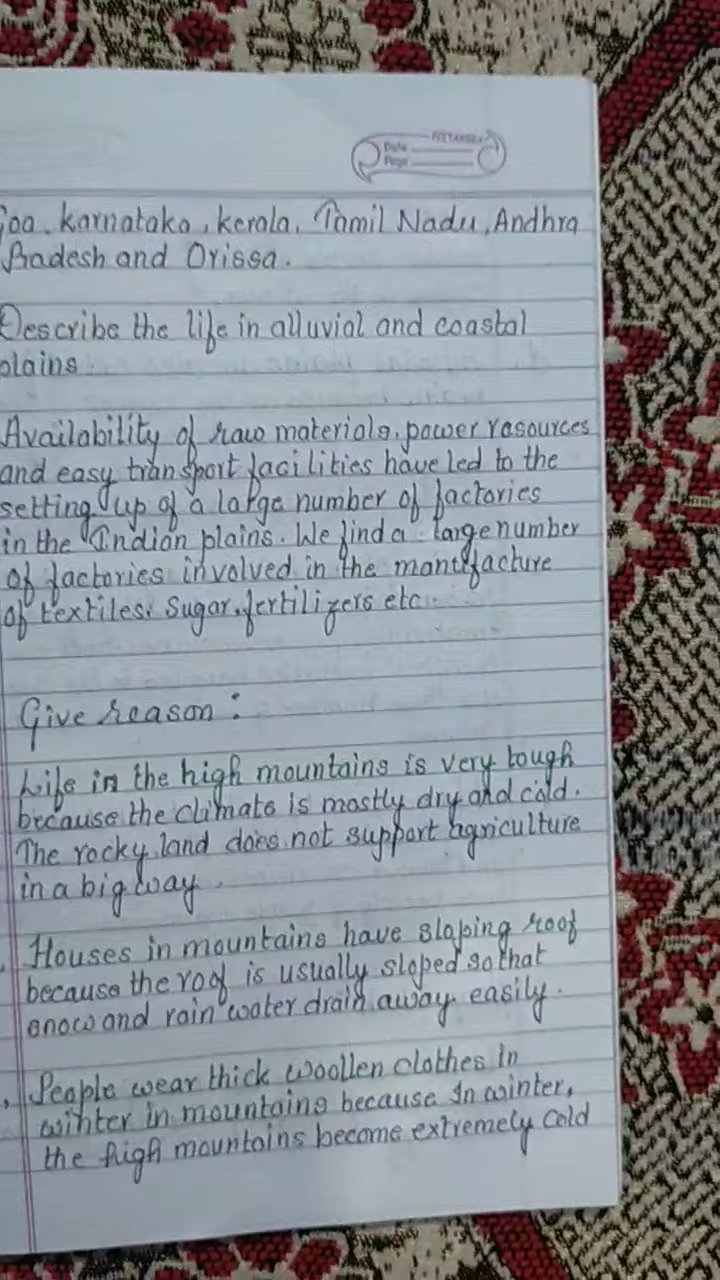 Date
Page
Goa, karnataka, kerala, Tamil Nadu, Andhra
Pradesh and Orissa.
Describe the life in alluvial and coastal
plains
Availability of raw materials, power resources
and easy transport facilities have led to the
setting up of a large number of factories
in the Indian plains. We find a large number
of factories involved in the manufacture
of textiles, sugar, fertilizers etc.
Give reason :
Life in the high mountains is very tough
because the climate is mostly dry and cold.
The rocky land does not support agriculture
in a big way.
Houses in mountains have sloping roof
because the roof is usually sloped so that
snow and rain water drain away easily.
People wear thick woollen clothes in
winter in mountains because In winter,
the high mountains become extremely cold